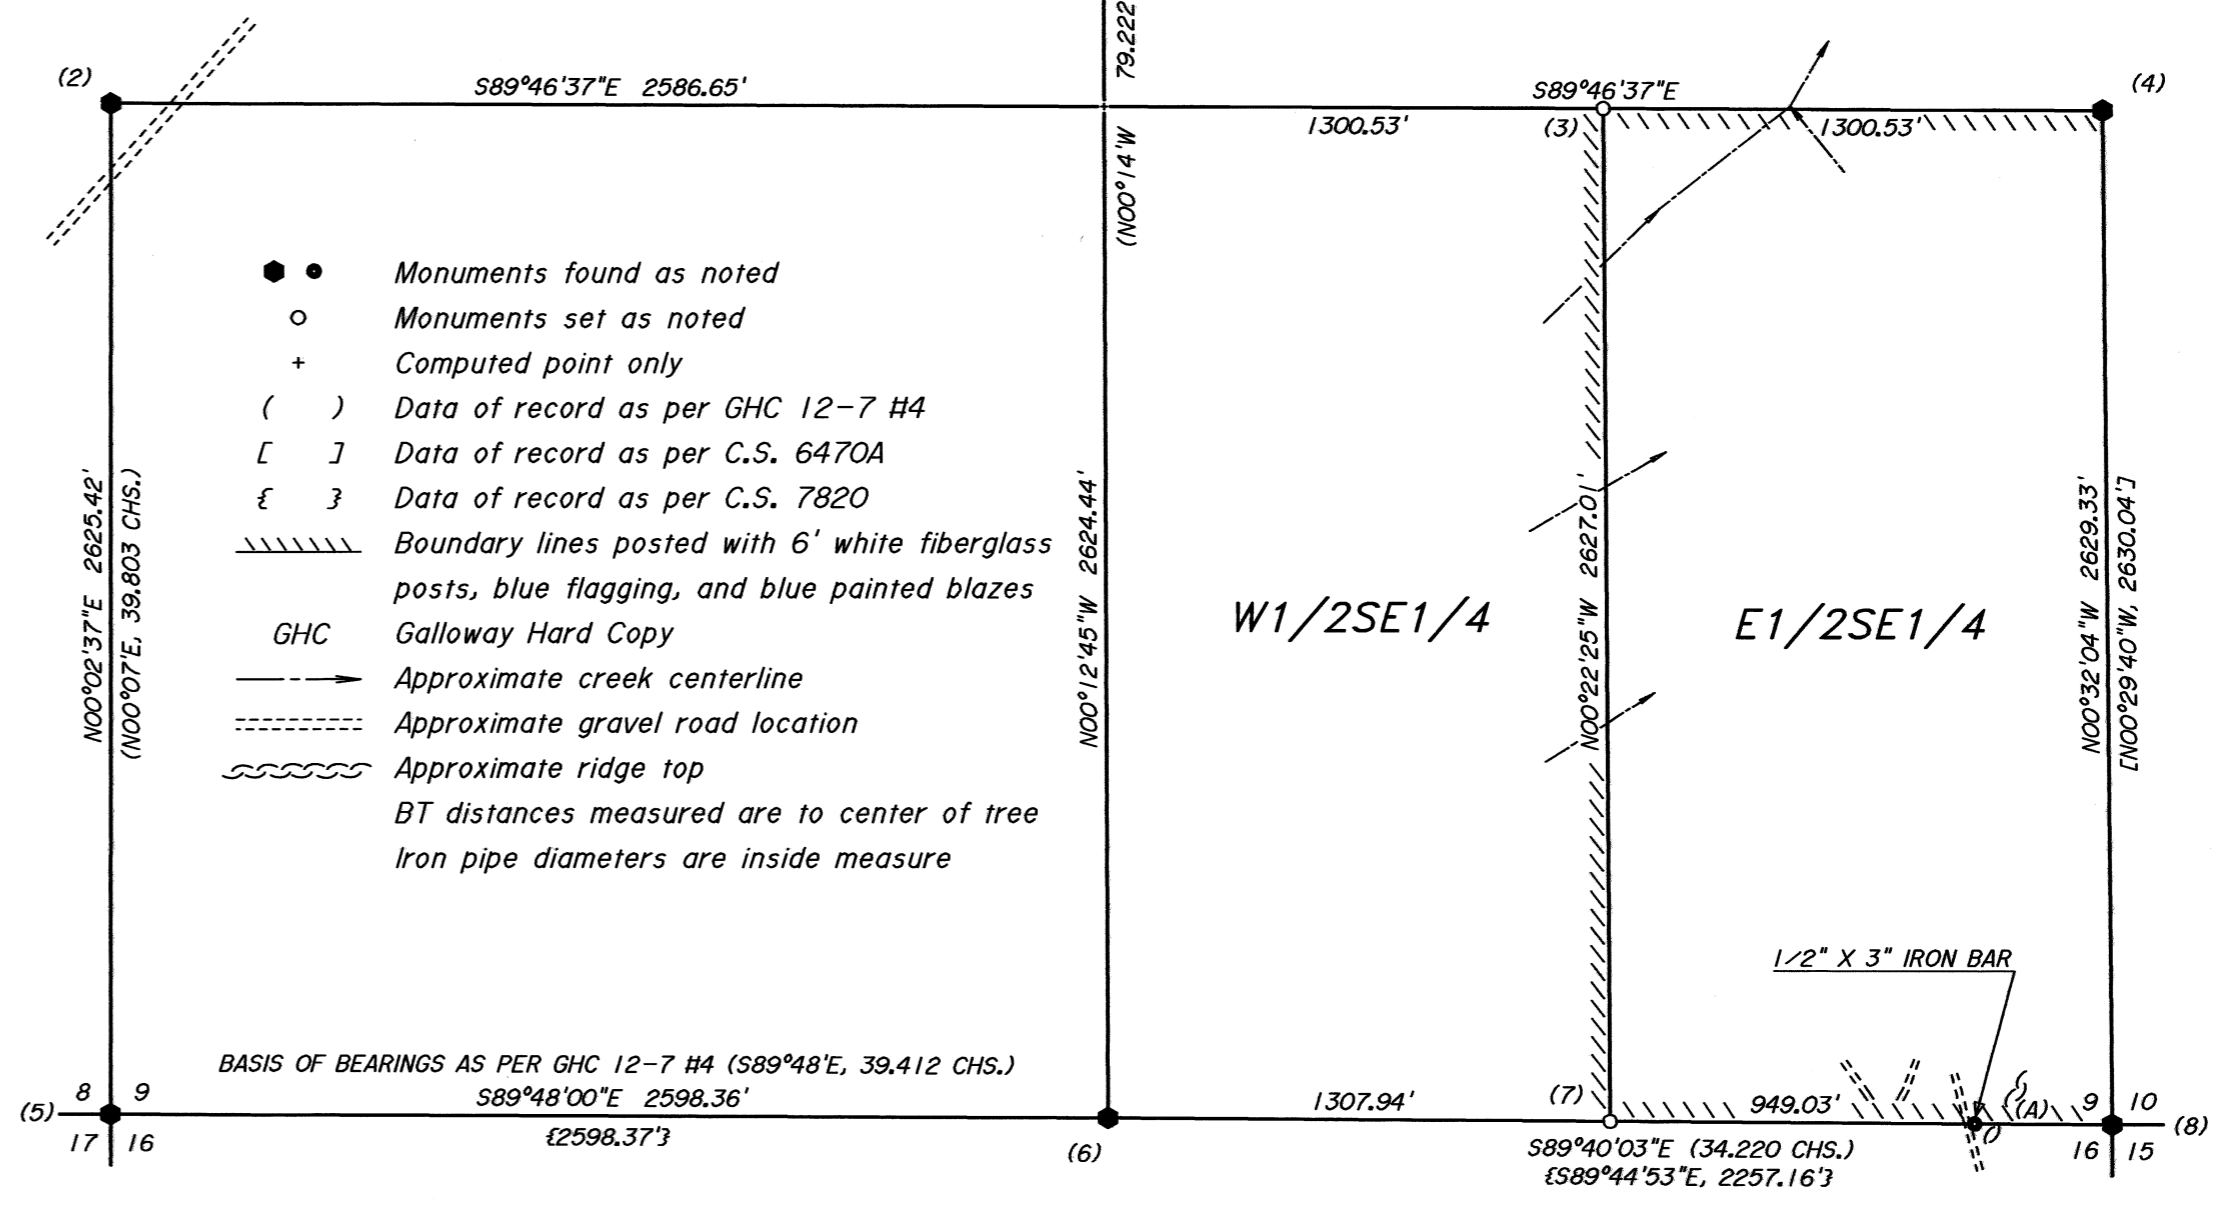 79.222
(N00°14'W
(2)
S89°46'37"E 2586.65'
S89°46'37"E
(4)
1300.53'
(3)
1300.53'
Monuments found as noted
Monuments set as noted
+ Computed point only
( ) Data of record as per GHC 12-7 #4
[ ] Data of record as per C.S. 6470A
{ } Data of record as per C.S. 7820
Boundary lines posted with 6' white fiberglass
posts, blue flagging, and blue painted blazes
GHC Galloway Hard Copy
Approximate creek centerline
Approximate gravel road location
Approximate ridge top
BT distances measured are to center of tree
Iron pipe diameters are inside measure
N00°02'37"E 2625.42'
(N00°07'E, 39.803 CHS.)
N00°12'45"W 2624.44'
W1/2SE1/4
N00°22'25"W 2627.01'
E1/2SE1/4
N00°32'04"W 2629.33'
[N00°29'40"W, 2630.04']
1/2" X 3" IRON BAR
BASIS OF BEARINGS AS PER GHC 12-7 #4 (S89°48'E, 39.412 CHS.)
8 9
S89°48'00"E 2598.36'
1307.94'
(7)
949.03'
(A)
9 10
(5)
(8)
17 16
{2598.37'}
(6)
S89°40'03"E (34.220 CHS.)
16 15
{S89°44'53"E, 2257.16'}